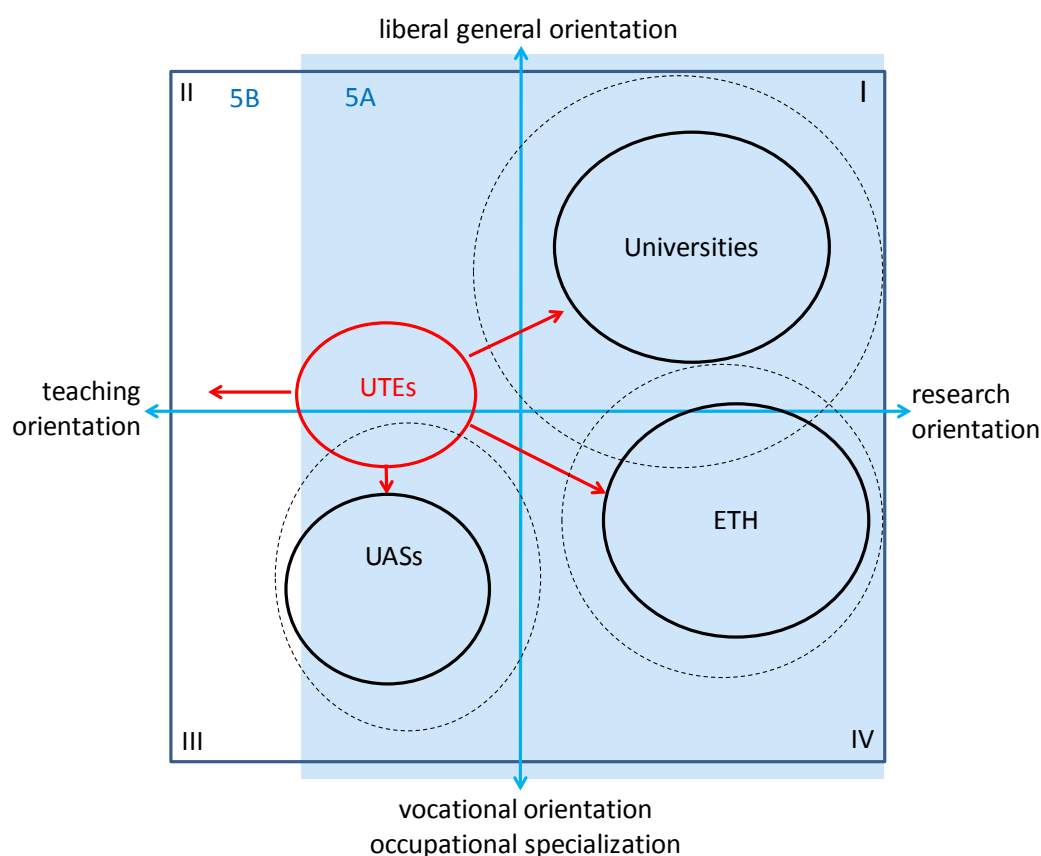 liberal general orientation
II
5B
5A
I
Universities
teaching
orientation
UTEs
research
orientation
ETH
UASs
III
IV
vocational orientation
occupational specialization